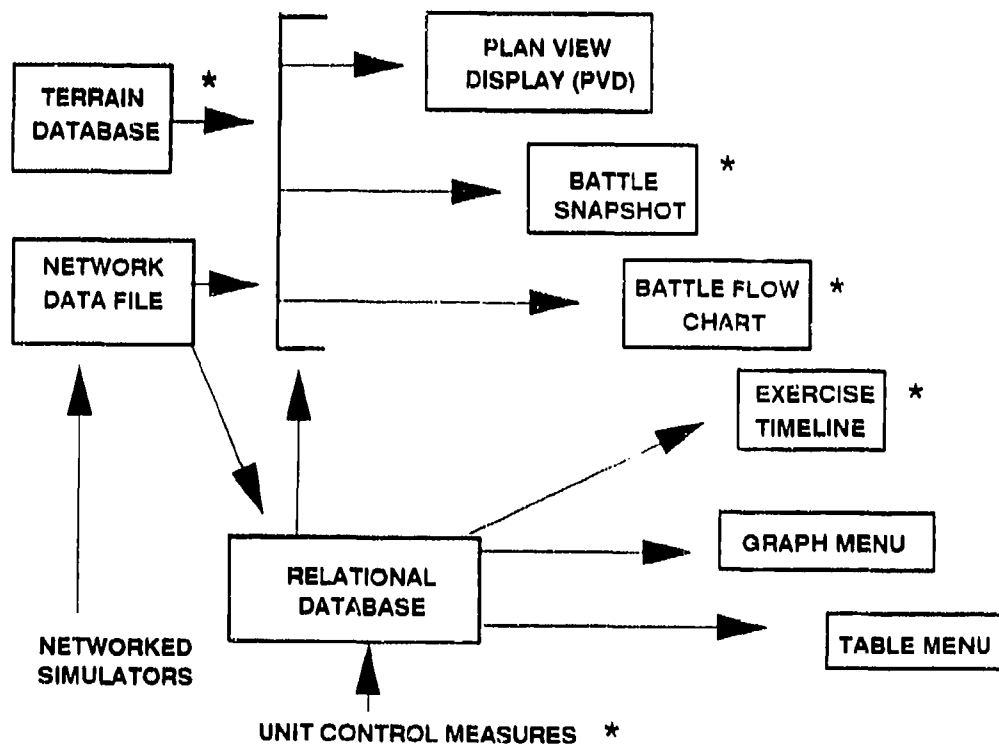 PLAN VIEW
DISPLAY (PVD)
TERRAIN
DATABASE
*
BATTLE
SNAPSHOT
*
NETWORK
DATA FILE
BATTLE FLOW
CHART
*
EXERCISE
TIMELINE
*
GRAPH MENU
RELATIONAL
DATABASE
TABLE MENU
NETWORKED
SIMULATORS
UNIT CONTROL MEASURES *